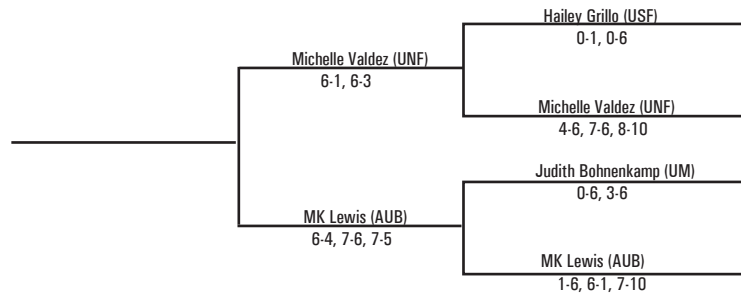 Hailey Grillo (USF)
0-1, 0-6
Michelle Valdez (UNF)
6-1, 6-3
Michelle Valdez (UNF)
4-6, 7-6, 8-10
Judith Bohnenkamp (UM)
0-6, 3-6
MK Lewis (AUB)
6-4, 7-6, 7-5
MK Lewis (AUB)
1-6, 6-1, 7-10